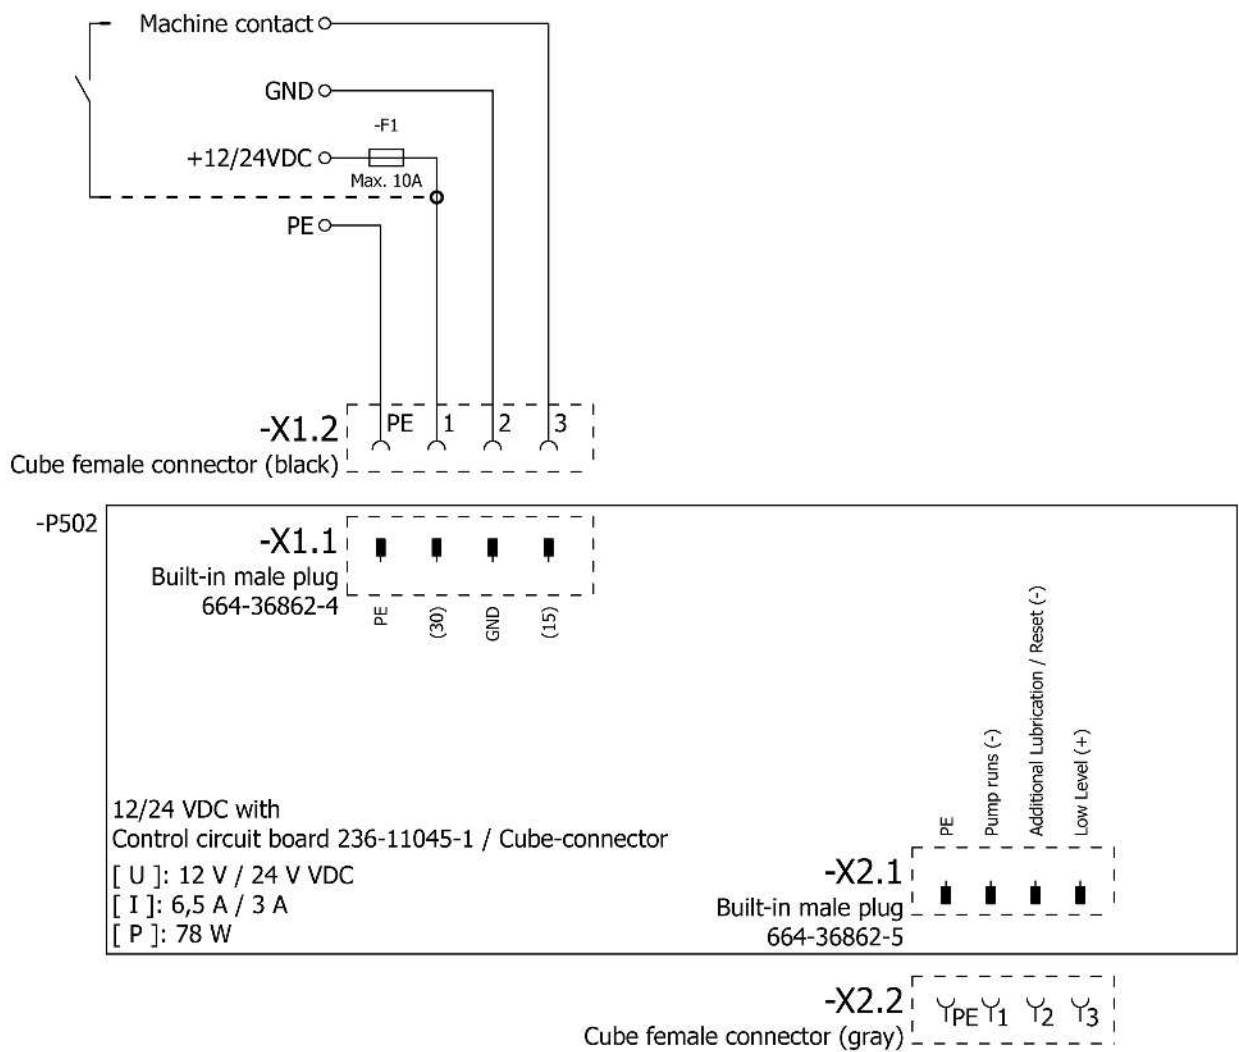 Machine contact
GND
-F1
+12/24VDC
Max. 10A
PE
-X1.2
PE 1 2 3
Cube female connector (black)
-P502
-X1.1
Built-in male plug
664-36862-4
PE
(30)
GND
(15)
PE
Pump runs (-)
Additional Lubrication / Reset (-)
Low Level (+)
12/24 VDC with
Control circuit board 236-11045-1 / Cube-connector
[ U ]: 12 V / 24 V VDC
[ I ]: 6,5 A / 3 A
[ P ]: 78 W
-X2.1
Built-in male plug
664-36862-5
-X2.2
PE 1 2 3
Cube female connector (gray)